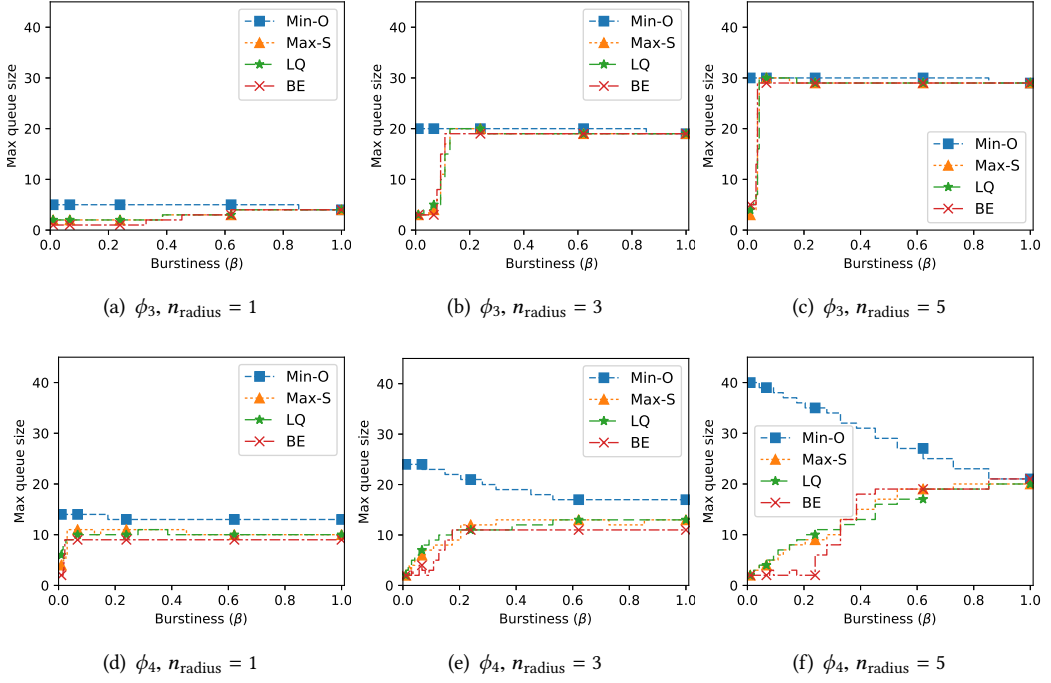 Max queue size
40
30
20
10
0
Min-O
Max-S
LQ
BE
0.0 0.2 0.4 0.6 0.8 1.0
Burstiness (β)
(a) ϕ₃, n_radius = 1
Max queue size
40
30
20
10
0
Min-O
Max-S
LQ
BE
0.0 0.2 0.4 0.6 0.8 1.0
Burstiness (β)
(b) ϕ₃, n_radius = 3
Max queue size
40
30
20
10
0
Min-O
Max-S
LQ
BE
0.0 0.2 0.4 0.6 0.8 1.0
Burstiness (β)
(c) ϕ₃, n_radius = 5
Max queue size
40
30
20
10
0
Min-O
Max-S
LQ
BE
0.0 0.2 0.4 0.6 0.8 1.0
Burstiness (β)
(d) ϕ₄, n_radius = 1
Max queue size
40
30
20
10
0
Min-O
Max-S
LQ
BE
0.0 0.2 0.4 0.6 0.8 1.0
Burstiness (β)
(e) ϕ₄, n_radius = 3
Max queue size
40
30
20
10
0
Min-O
Max-S
LQ
BE
0.0 0.2 0.4 0.6 0.8 1.0
Burstiness (β)
(f) ϕ₄, n_radius = 5